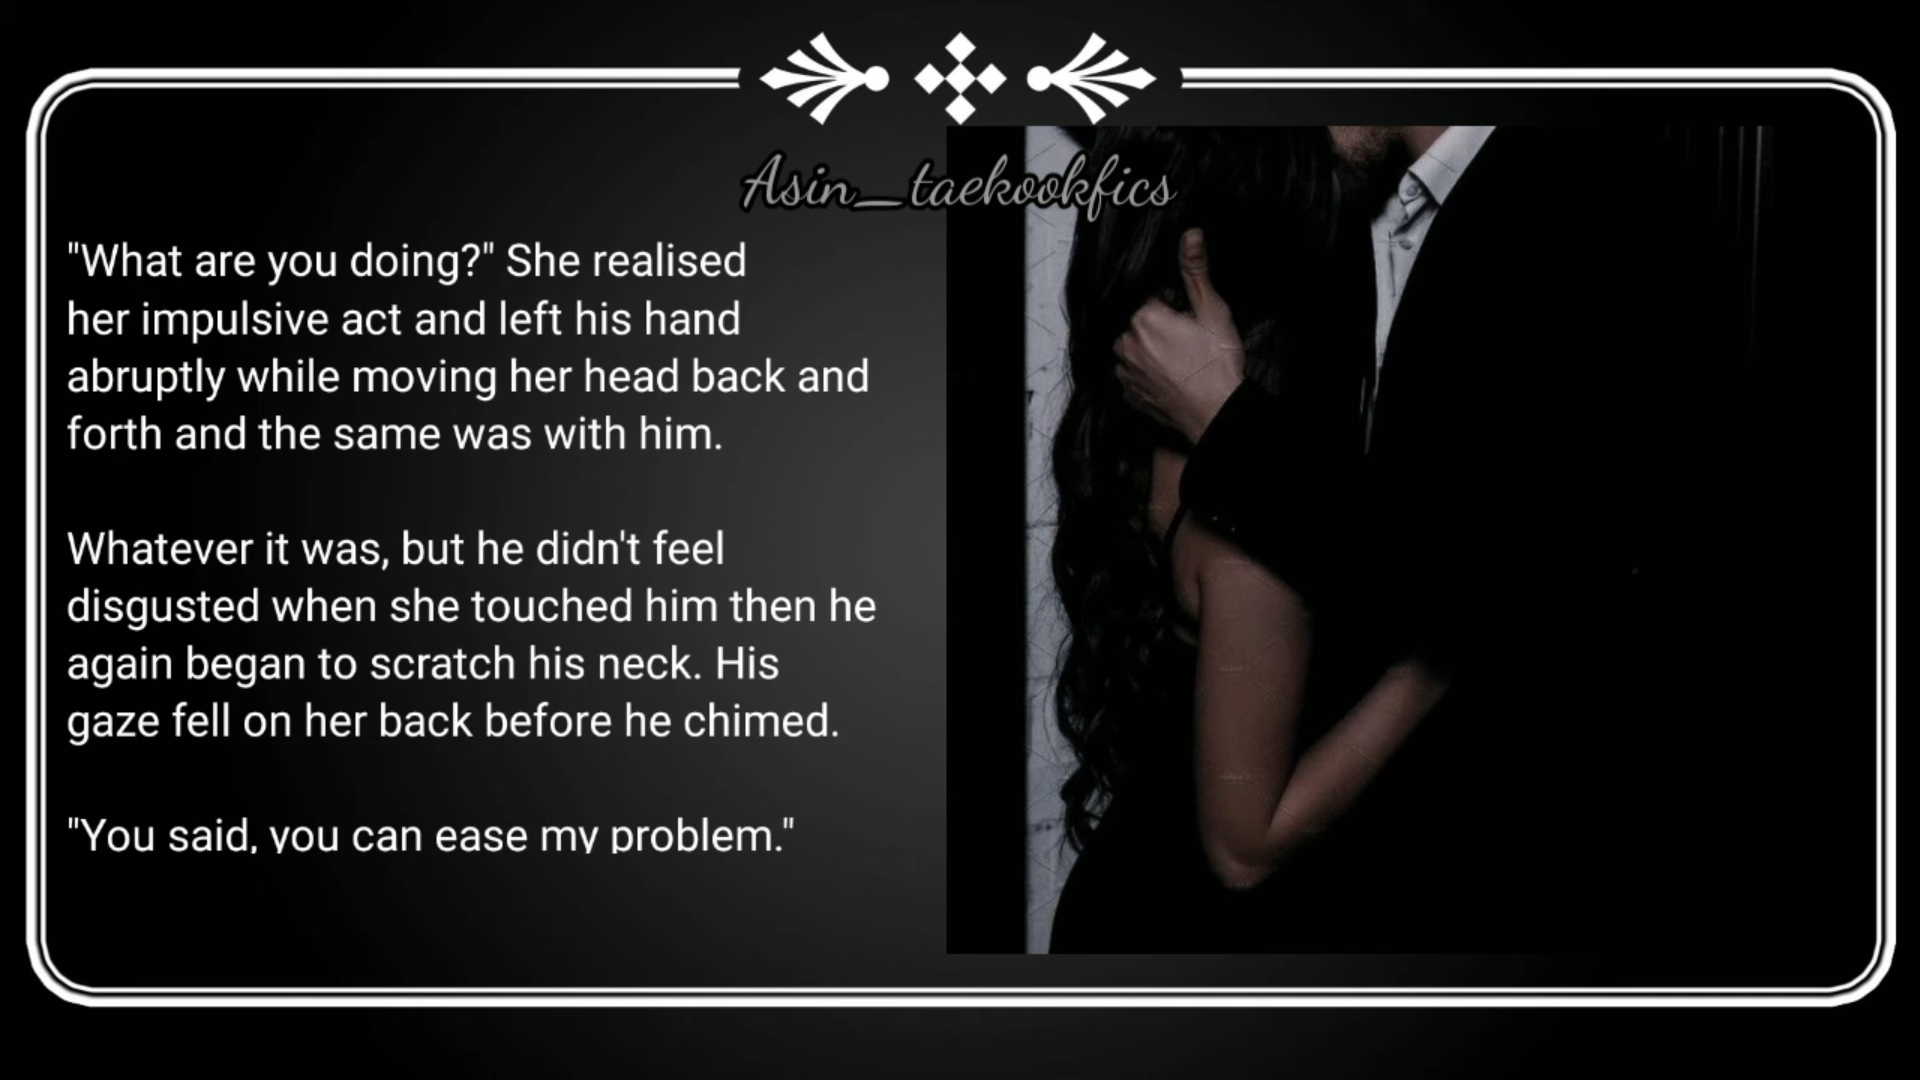 Asin_taekookfics
"What are you doing?" She realised
her impulsive act and left his hand
abruptly while moving her head back and
forth and the same was with him.
Whatever it was, but he didn't feel
disgusted when she touched him then he
again began to scratch his neck. His
gaze fell on her back before he chimed.
"You said, you can ease my problem."